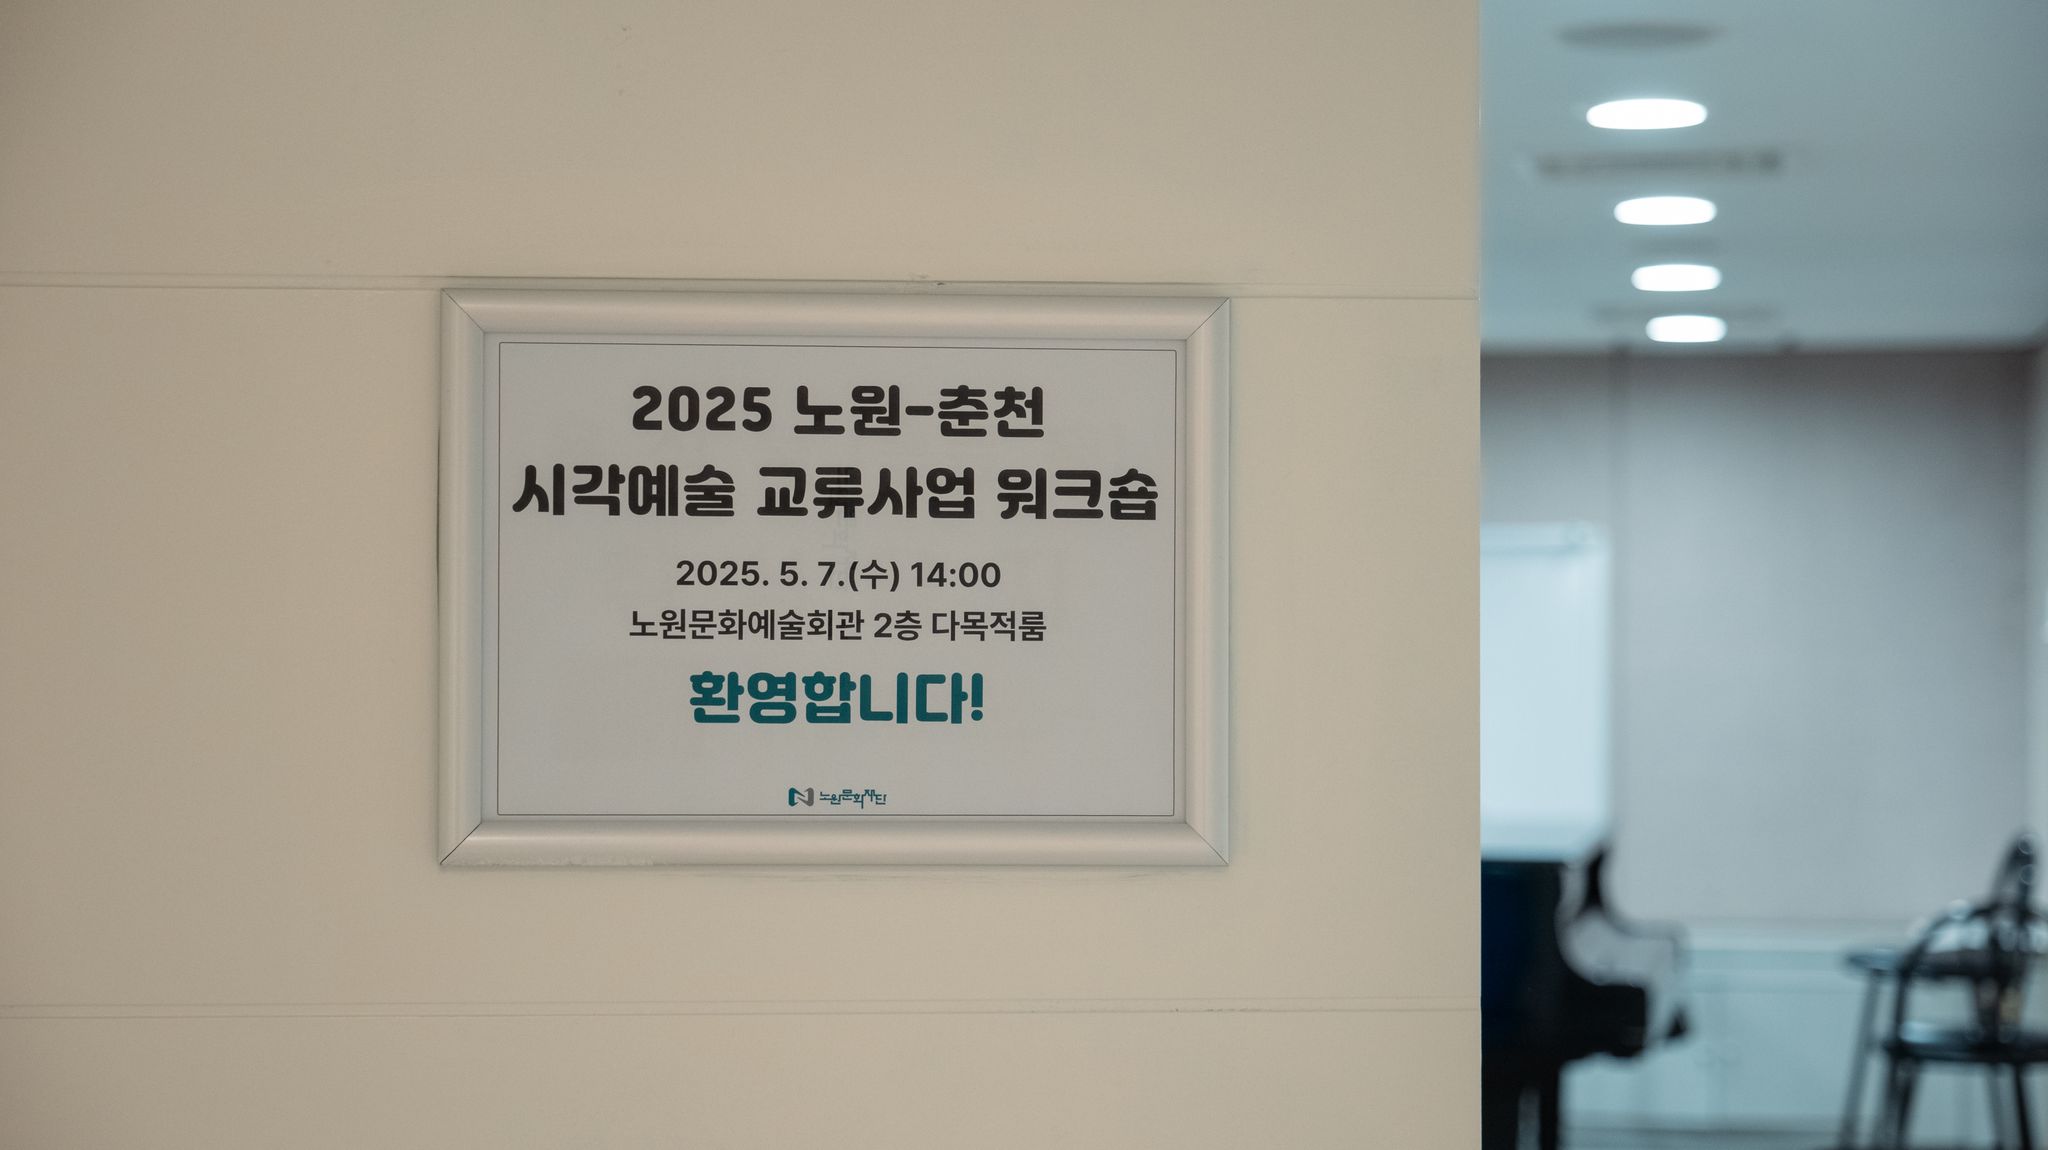 2025 노원-춘천
시각예술 교류사업 워크숍
2025. 5. 7.(수) 14:00
노원문화예술회관 2층 다목적룸
환영합니다!
노원문화재단